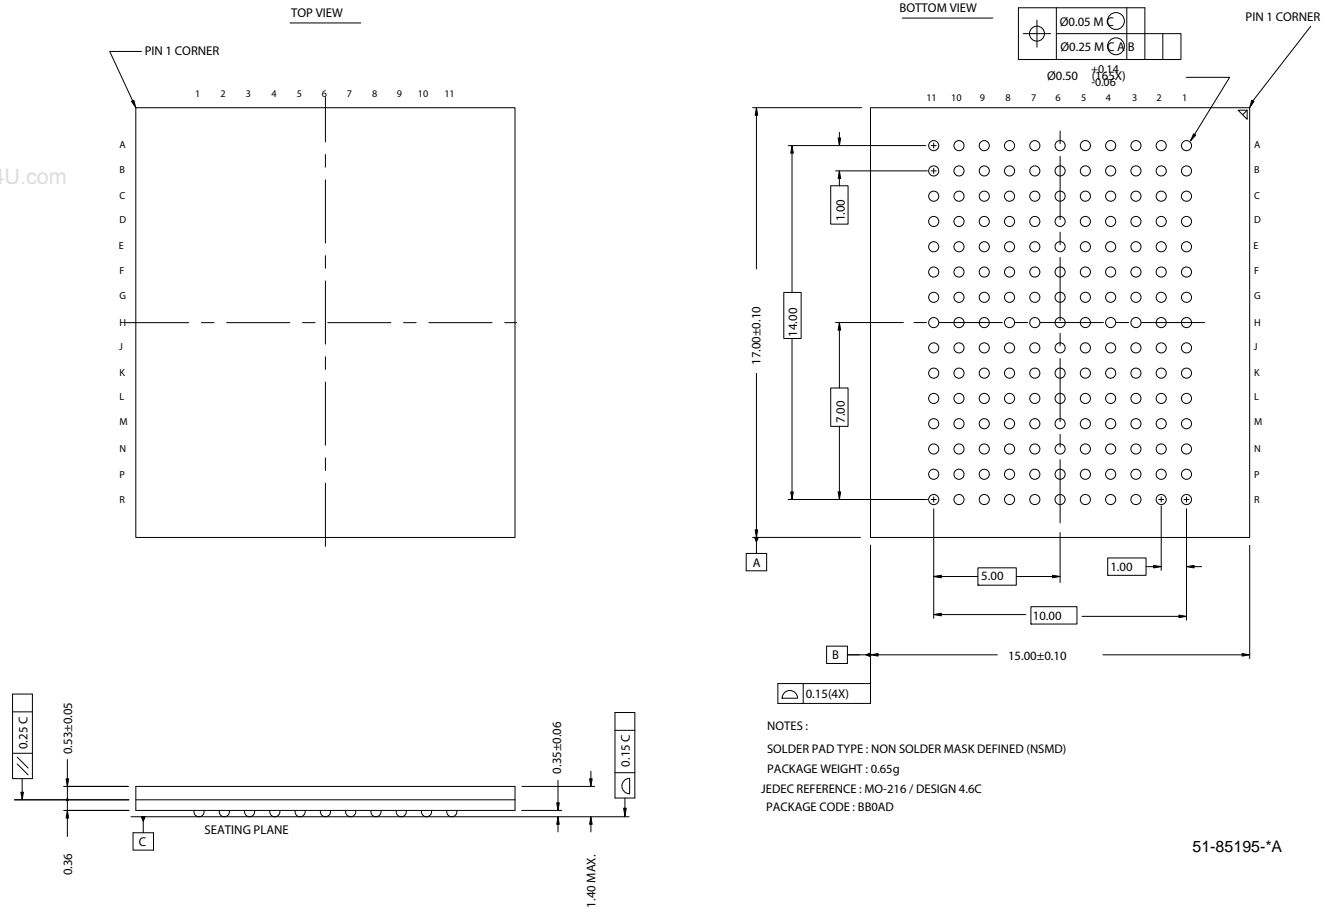 TOP VIEW
PIN 1 CORNER
1 2 3 4 5 6 7 8 9 10 11
A
B
C
D
E
F
G
H
J
K
L
M
N
P
R
4U.com
BOTTOM VIEW
PIN 1 CORNER
Ø0.05 M C
Ø0.25 M C A B
Ø0.50 +0.14 -0.06 (165X)
11 10 9 8 7 6 5 4 3 2 1
A
B
C
D
E
F
G
H
J
K
L
M
N
P
R
1.00
14.00
17.00±0.10
7.00
A
5.00
1.00
10.00
B
15.00±0.10
0.15(4X)
0.25 C
0.53±0.05
0.35±0.06
0.15 C
SEATING PLANE
C
0.36
1.40 MAX.
NOTES :
SOLDER PAD TYPE : NON SOLDER MASK DEFINED (NSMD)
PACKAGE WEIGHT : 0.65g
JEDEC REFERENCE : MO-216 / DESIGN 4.6C
PACKAGE CODE : BB0AD
51-85195-*A